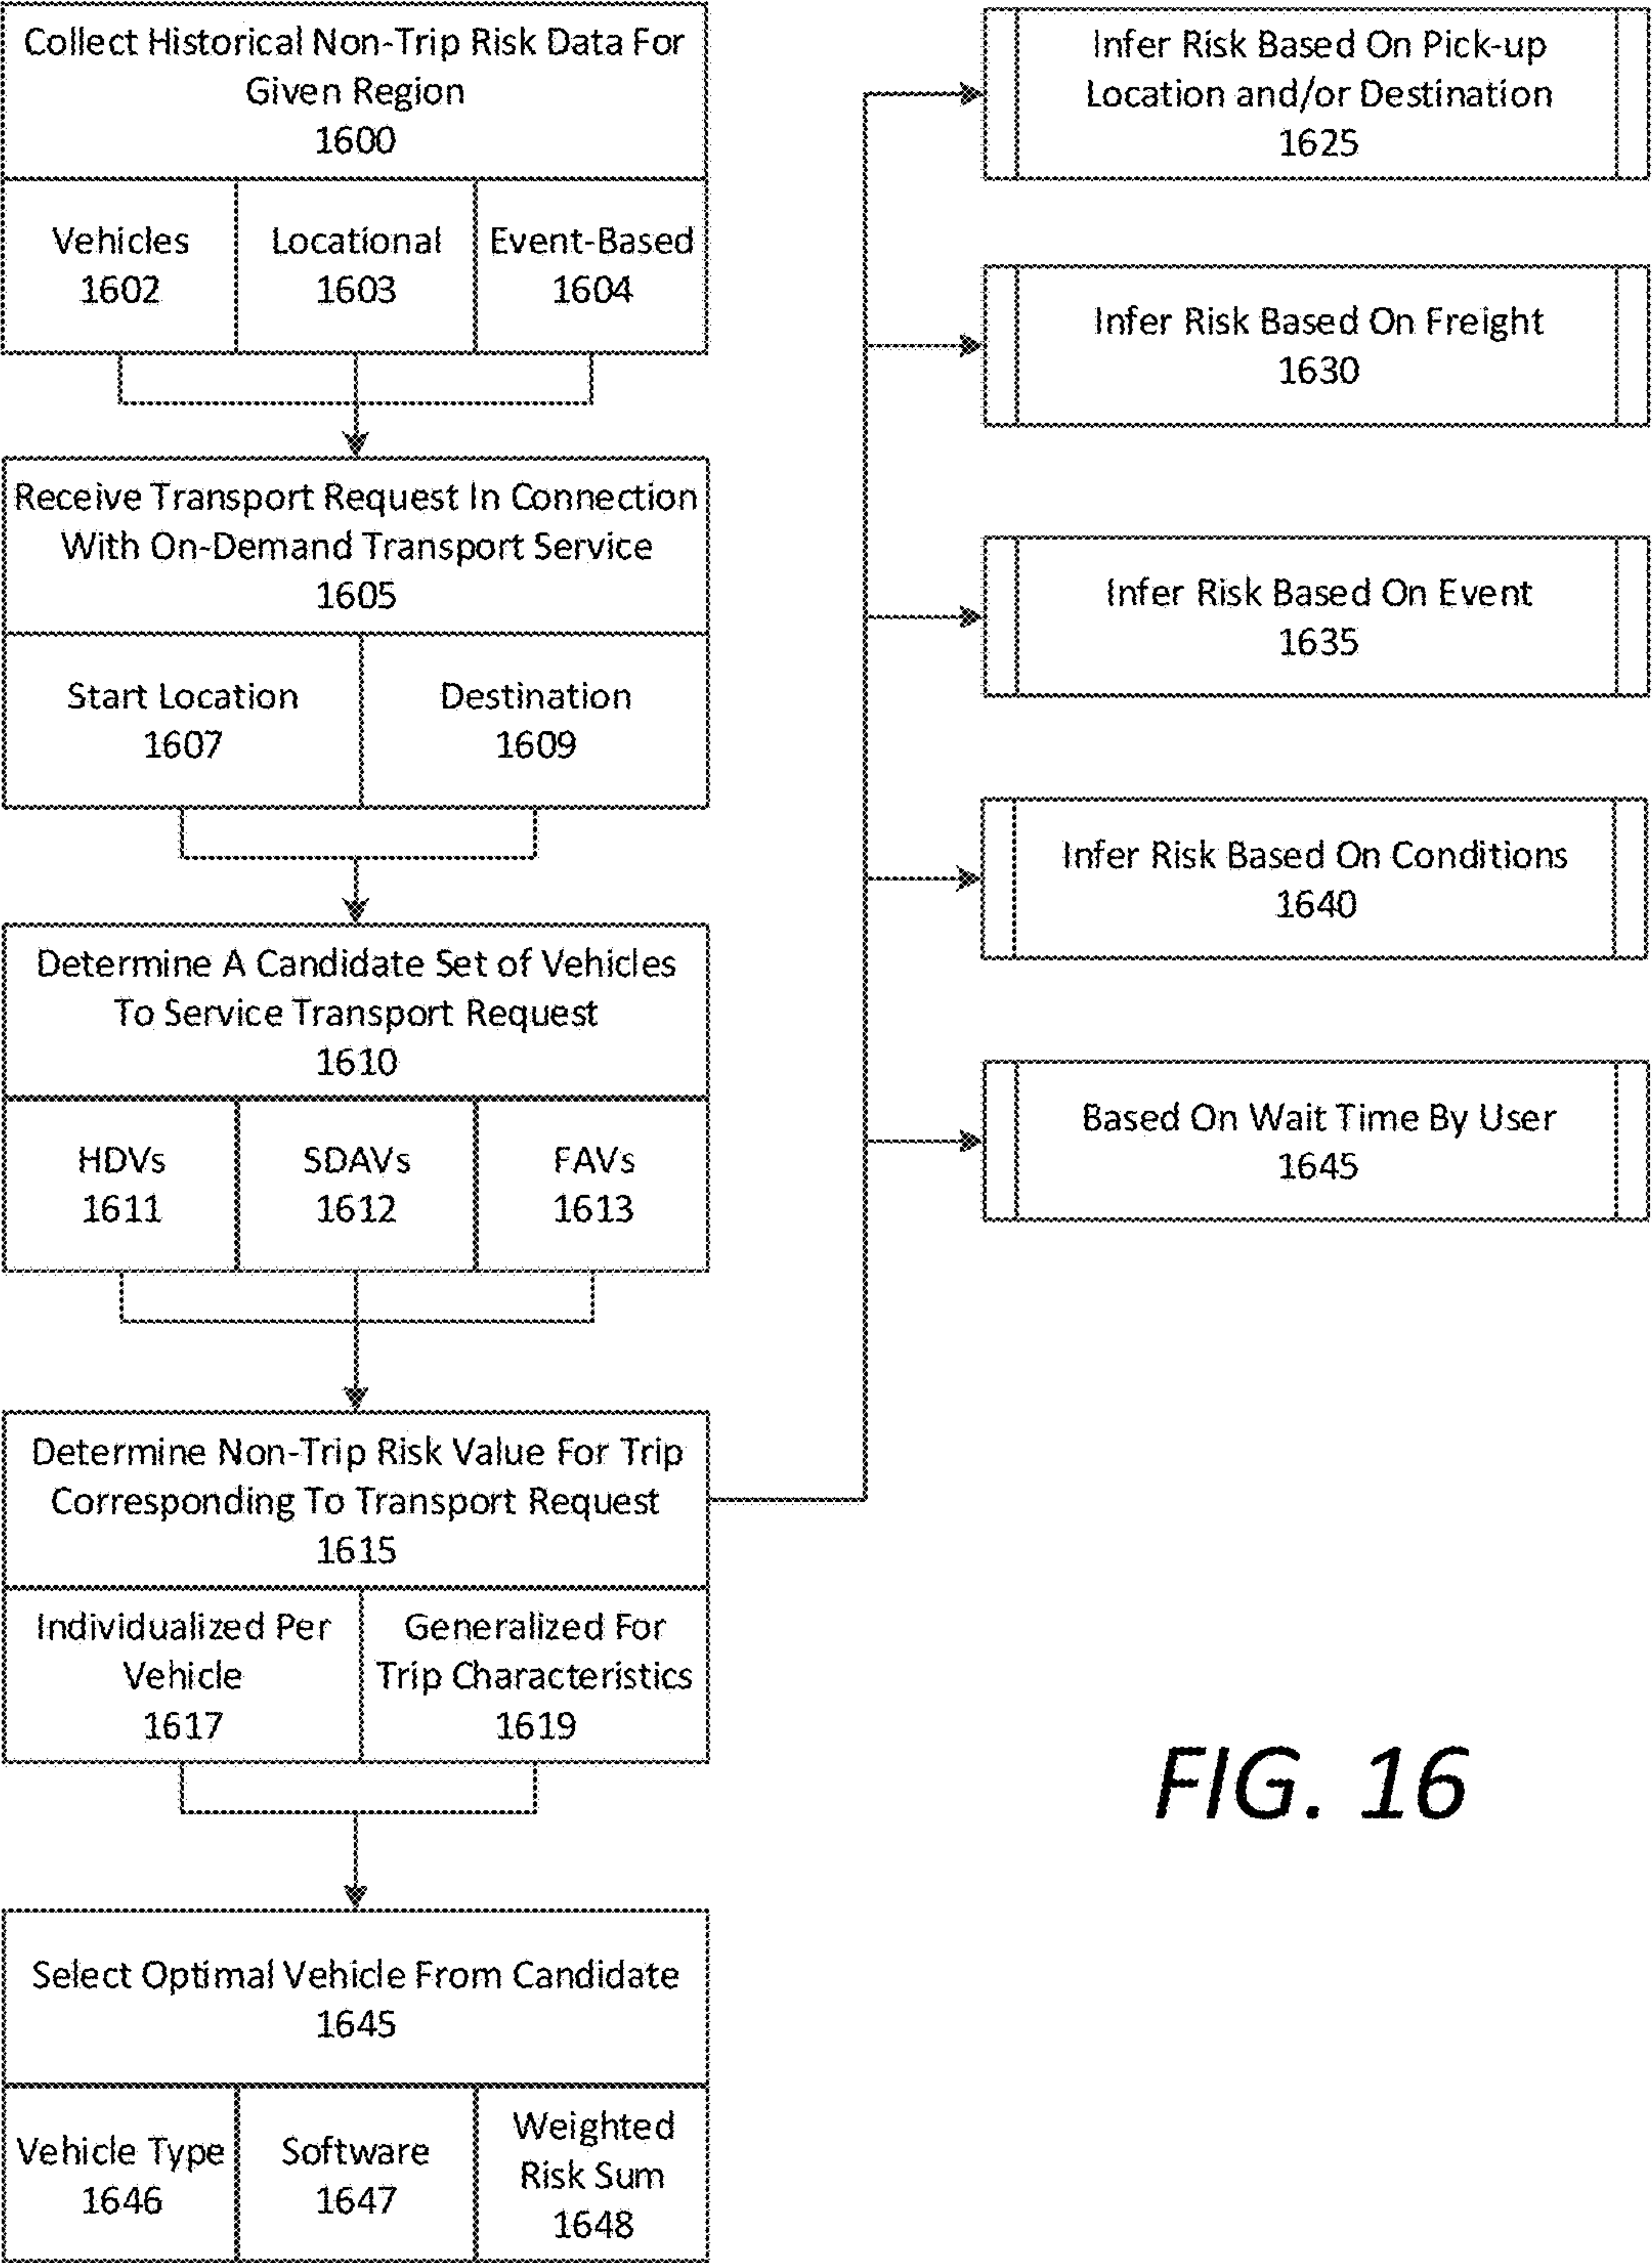 Collect Historical Non-Trip Risk Data For
Given Region
1600
Vehicles
1602
Locational
1603
Event-Based
1604
Receive Transport Request In Connection
With On-Demand Transport Service
1605
Start Location
1607
Destination
1609
Determine A Candidate Set of Vehicles
To Service Transport Request
1610
HDVs
1611
SDAVs
1612
FAVs
1613
Determine Non-Trip Risk Value For Trip
Corresponding To Transport Request
1615
Individualized Per
Vehicle
1617
Generalized For
Trip Characteristics
1619
Select Optimal Vehicle From Candidate
1645
Vehicle Type
1646
Software
1647
Weighted
Risk Sum
1648
Infer Risk Based On Pick-up
Location and/or Destination
1625
Infer Risk Based On Freight
1630
Infer Risk Based On Event
1635
Infer Risk Based On Conditions
1640
Based On Wait Time By User
1645
FIG. 16